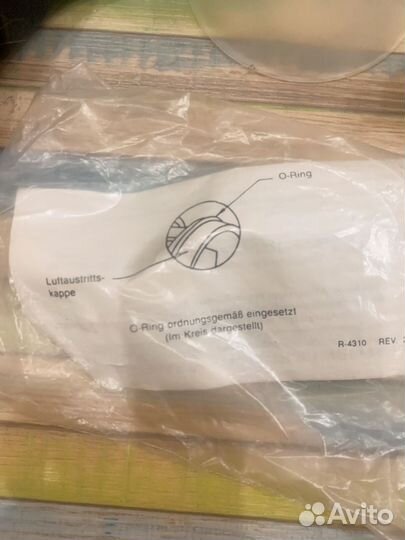 O-Ring
Luftaustritts-
kappe
O-Ring ordnungsgemäß eingesetzt
(im Kreis dargestellt)
R-4310 REV
Avito